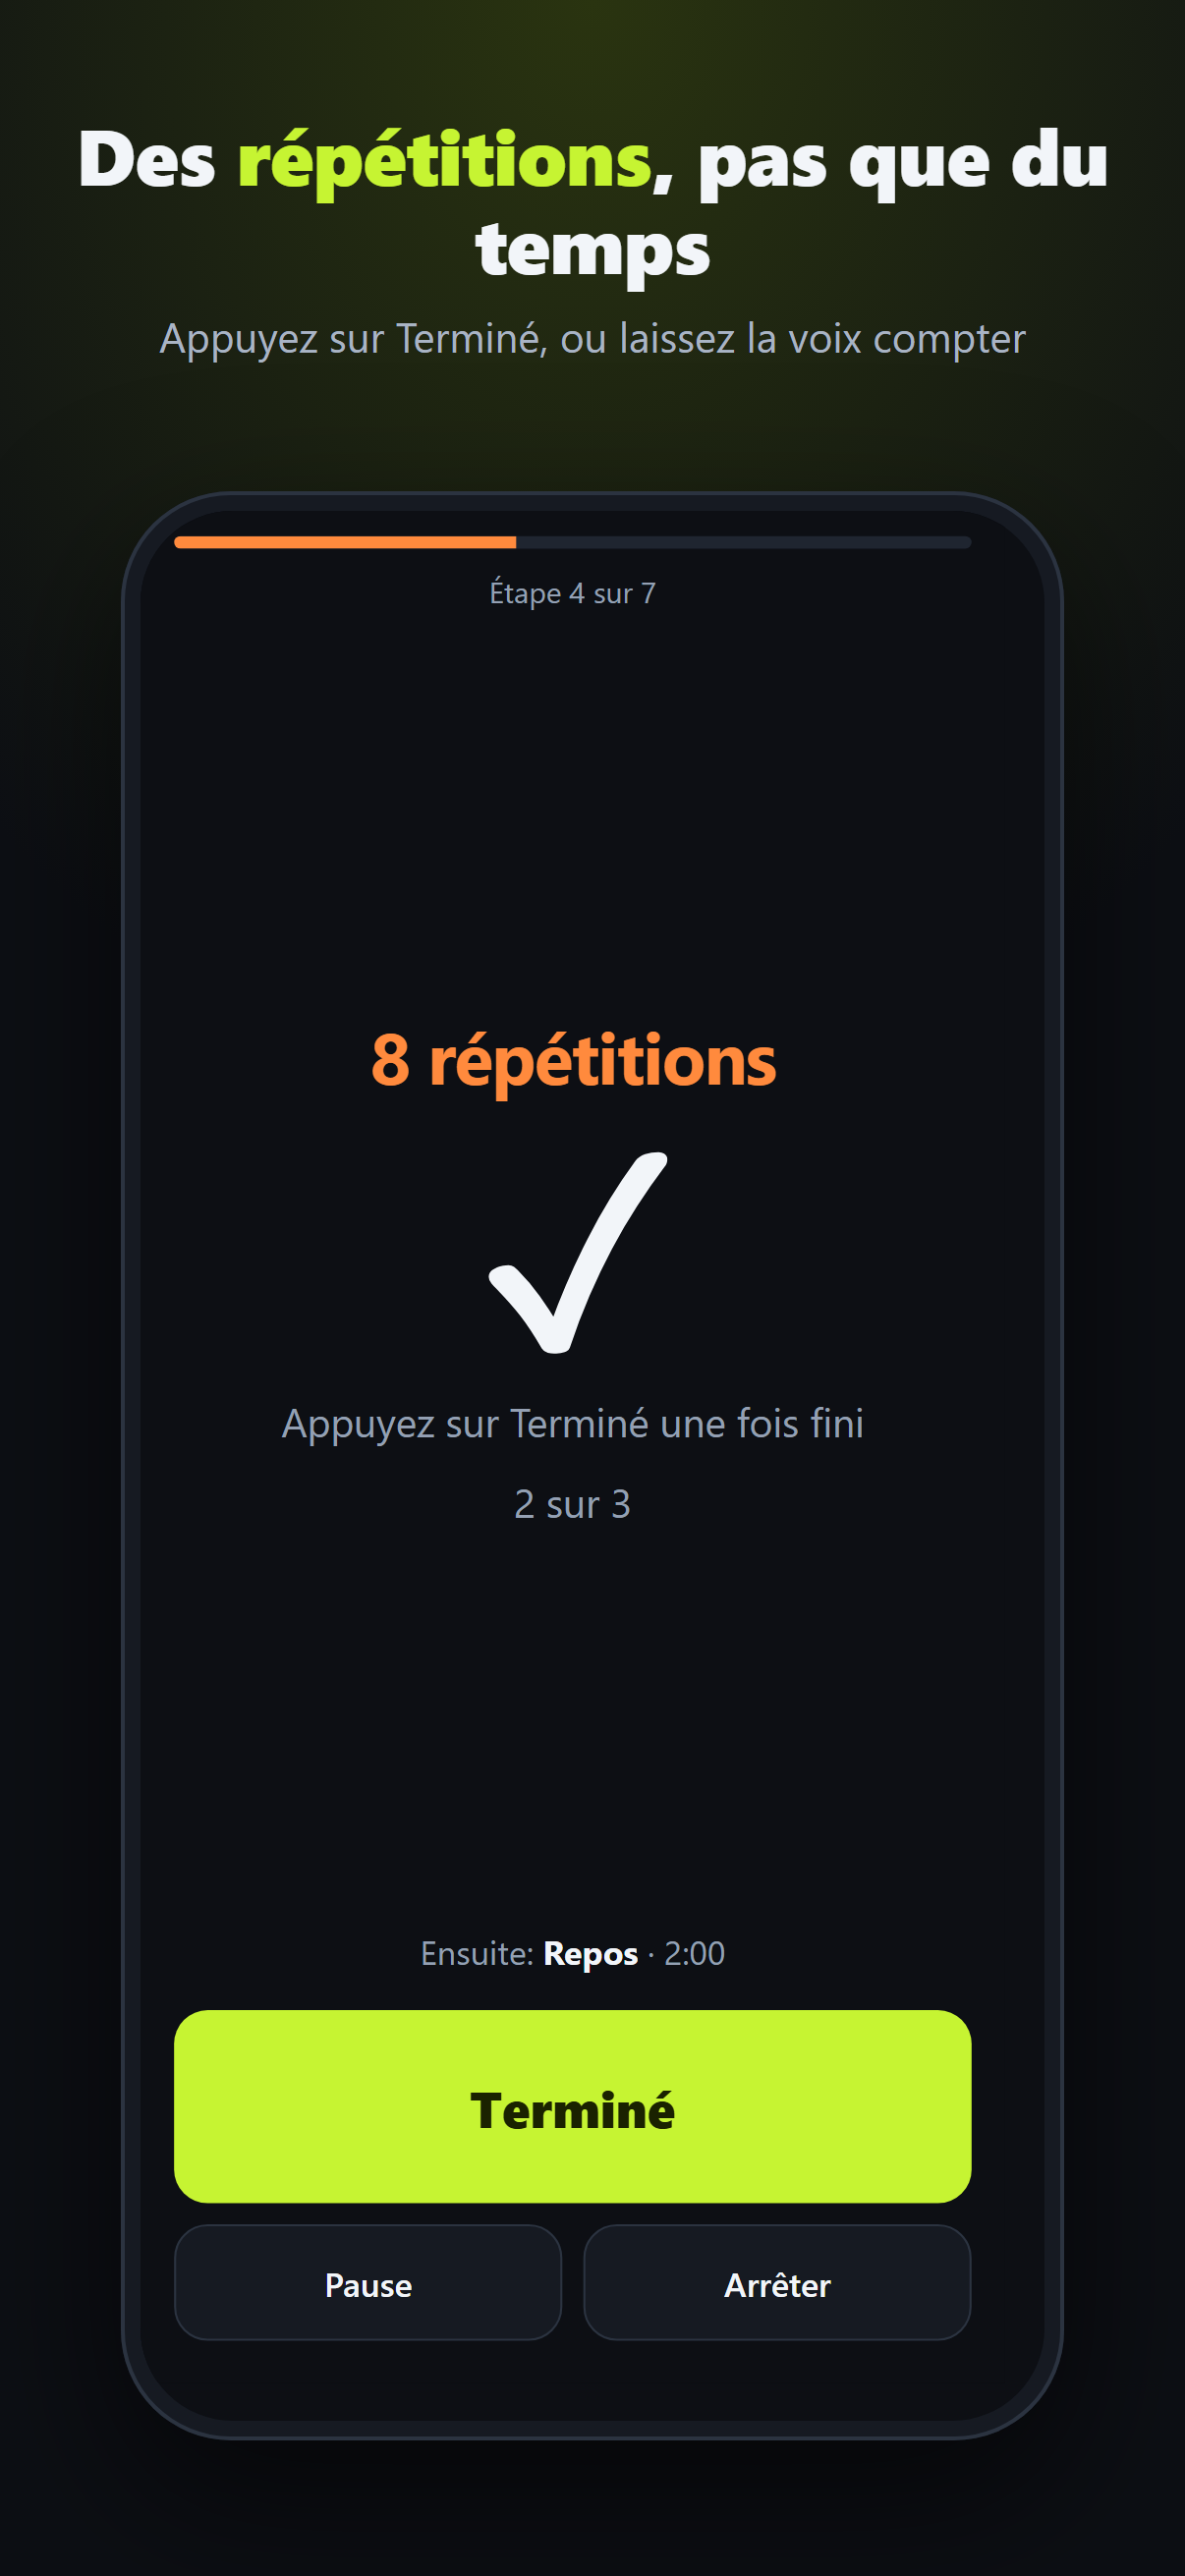 Des répétitions, pas que du
temps
Appuyez sur Terminé, ou laissez la voix compter
Étape 4 sur 7
8 répétitions
Appuyez sur Terminé une fois fini
2 sur 3
Ensuite: Repos · 2:00
Terminé
Pause
Arrêter